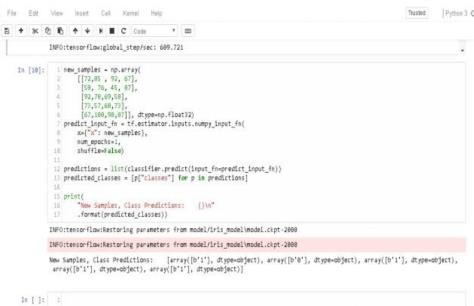 File Edit View Insert Cell Kernel Help Trusted Python 3
Code
INFO:tensorflow:global_step/sec: 609.721
In [10]:
1 new_samples = np.array(
2 [[72,85 , 92, 67],
3 [50, 76, 45, 87],
4 [92,78,69,58],
5 [73,57,60,73],
6 [67,100,98,87]], dtype=np.float32)
7 predict_input_fn = tf.estimator.inputs.numpy_input_fn(
8 x={"x": new_samples},
9 num_epochs=1,
10 shuffle=False)
11
12 predictions = list(classifier.predict(input_fn=predict_input_fn))
13 predicted_classes = [p["classes"] for p in predictions]
14
15 print(
16 "New Samples, Class Predictions: {}\n"
17 .format(predicted_classes))
INFO:tensorflow:Restoring parameters from model/iris_model\model.ckpt-2000
INFO:tensorflow:Restoring parameters from model/iris_model\model.ckpt-2000
New Samples, Class Predictions: [array([b'1'], dtype=object), array([b'0'], dtype=object), array([b'1'], dtype=object),
array([b'1'], dtype=object), array([b'1'], dtype=object)]
In [ ]: 1